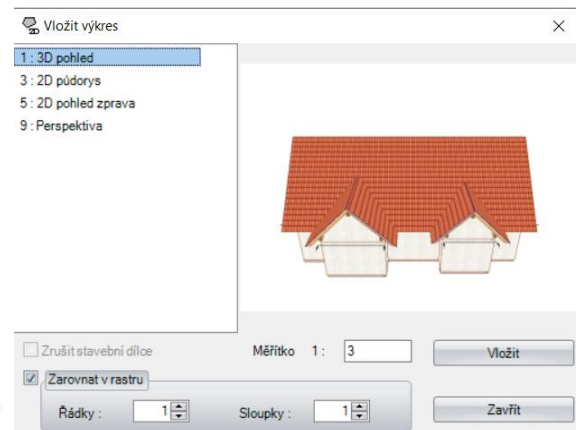 Vložit výkres
1 : 3D pohled
3 : 2D půdorys
5 : 2D pohled zprava
9 : Perspektiva
Zrušit stavební dílce
Měřítko 1 : 3
Vložit
Zarovnat v rastru
Řádky : 1
Sloupky : 1
Zavřít